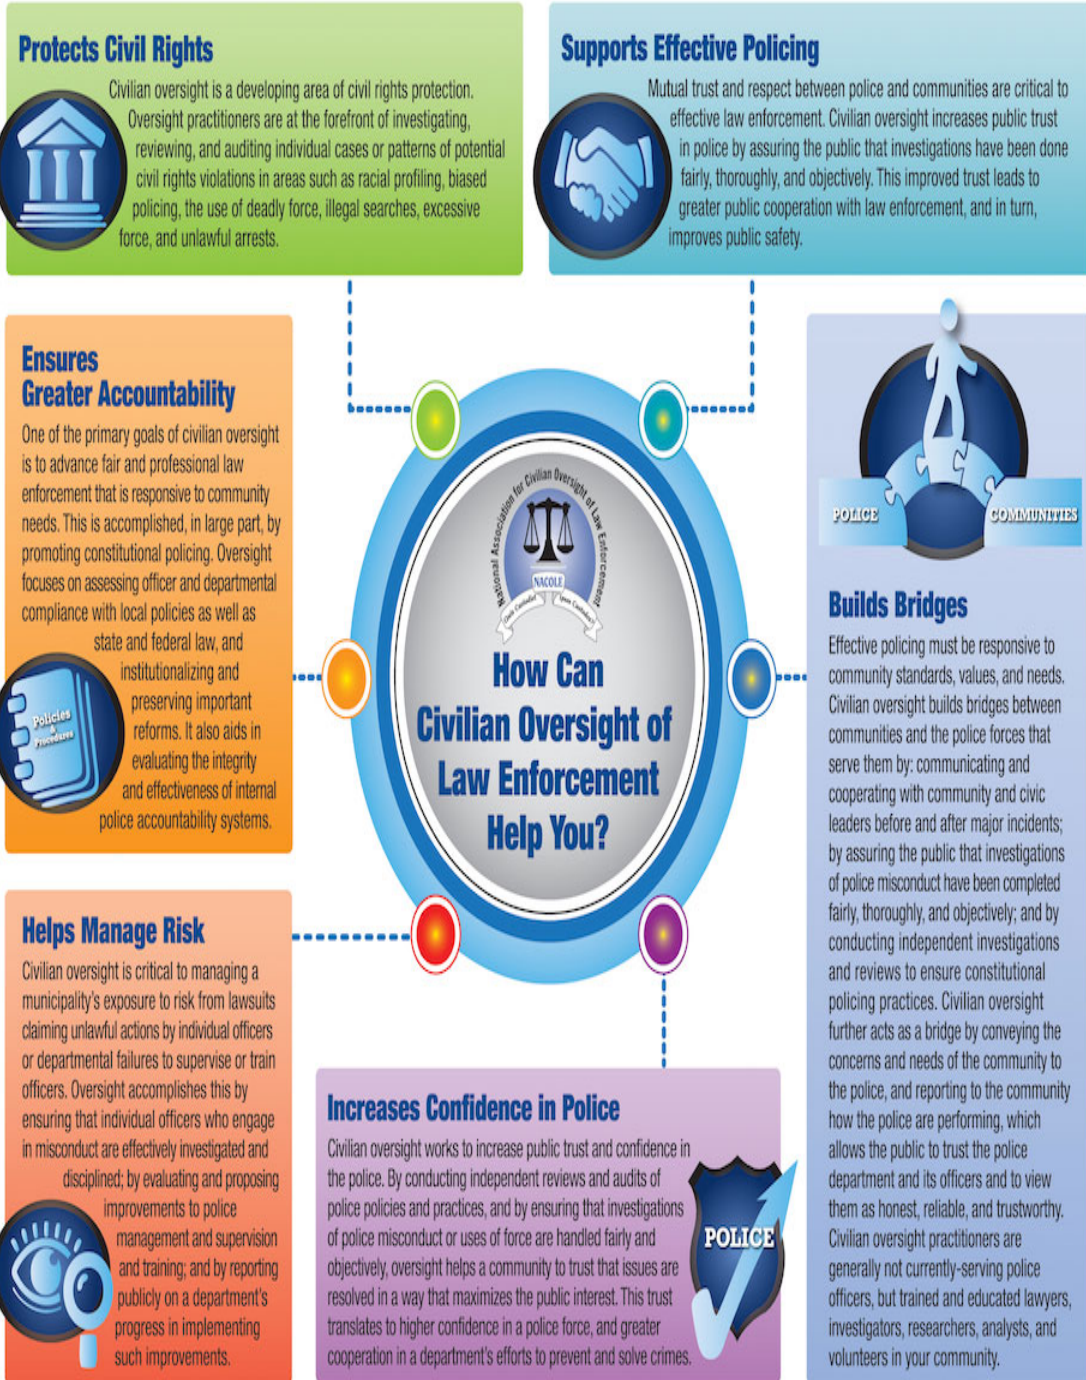 Protects Civil Rights
Civilian oversight is a developing area of civil rights protection.
Oversight practitioners are at the forefront of investigating,
reviewing, and auditing individual cases or patterns of potential
civil rights violations in areas such as racial profiling, biased
policing, the use of deadly force, illegal searches, excessive
force, and unlawful arrests.
Supports Effective Policing
Mutual trust and respect between police and communities are critical to
effective law enforcement. Civilian oversight increases public trust
in police by assuring the public that investigations have been done
fairly, thoroughly, and objectively. This improved trust leads to
greater public cooperation with law enforcement, and in turn,
improves public safety.
Ensures
Greater Accountability
One of the primary goals of civilian oversight
is to advance fair and professional law
enforcement that is responsive to community
needs. This is accomplished, in large part, by
promoting constitutional policing. Oversight
focuses on assessing officer and departmental
compliance with local policies as well as
state and federal law, and
institutionalizing and
preserving important
reforms. It also aids in
evaluating the integrity
and effectiveness of internal
police accountability systems.
Policies
&
Procedures
National Association for Civilian Oversight of Law Enforcement
NACOLE
Quis Custodiet Ipsos Custodes?
How Can
Civilian Oversight of
Law Enforcement
Help You?
POLICE
COMMUNITIES
Builds Bridges
Effective policing must be responsive to
community standards, values, and needs.
Civilian oversight builds bridges between
communities and the police forces that
serve them by: communicating and
cooperating with community and civic
leaders before and after major incidents;
by assuring the public that investigations
of police misconduct have been completed
fairly, thoroughly, and objectively; and by
conducting independent investigations
and reviews to ensure constitutional
policing practices. Civilian oversight
further acts as a bridge by conveying the
concerns and needs of the community to
the police, and reporting to the community
how the police are performing, which
allows the public to trust the police
department and its officers and to view
them as honest, reliable, and trustworthy.
Civilian oversight practitioners are
generally not currently-serving police
officers, but trained and educated lawyers,
investigators, researchers, analysts, and
volunteers in your community.
Helps Manage Risk
Civilian oversight is critical to managing a
municipality's exposure to risk from lawsuits
claiming unlawful actions by individual officers
or departmental failures to supervise or train
officers. Oversight accomplishes this by
ensuring that individual officers who engage
in misconduct are effectively investigated and
disciplined; by evaluating and proposing
improvements to police
management and supervision
and training; and by reporting
publicly on a department's
progress in implementing
such improvements.
Increases Confidence in Police
Civilian oversight works to increase public trust and confidence in
the police. By conducting independent reviews and audits of
police policies and practices, and by ensuring that investigations
of police misconduct or uses of force are handled fairly and
objectively, oversight helps a community to trust that issues are
resolved in a way that maximizes the public interest. This trust
translates to higher confidence in a police force, and greater
cooperation in a department's efforts to prevent and solve crimes.
POLICE